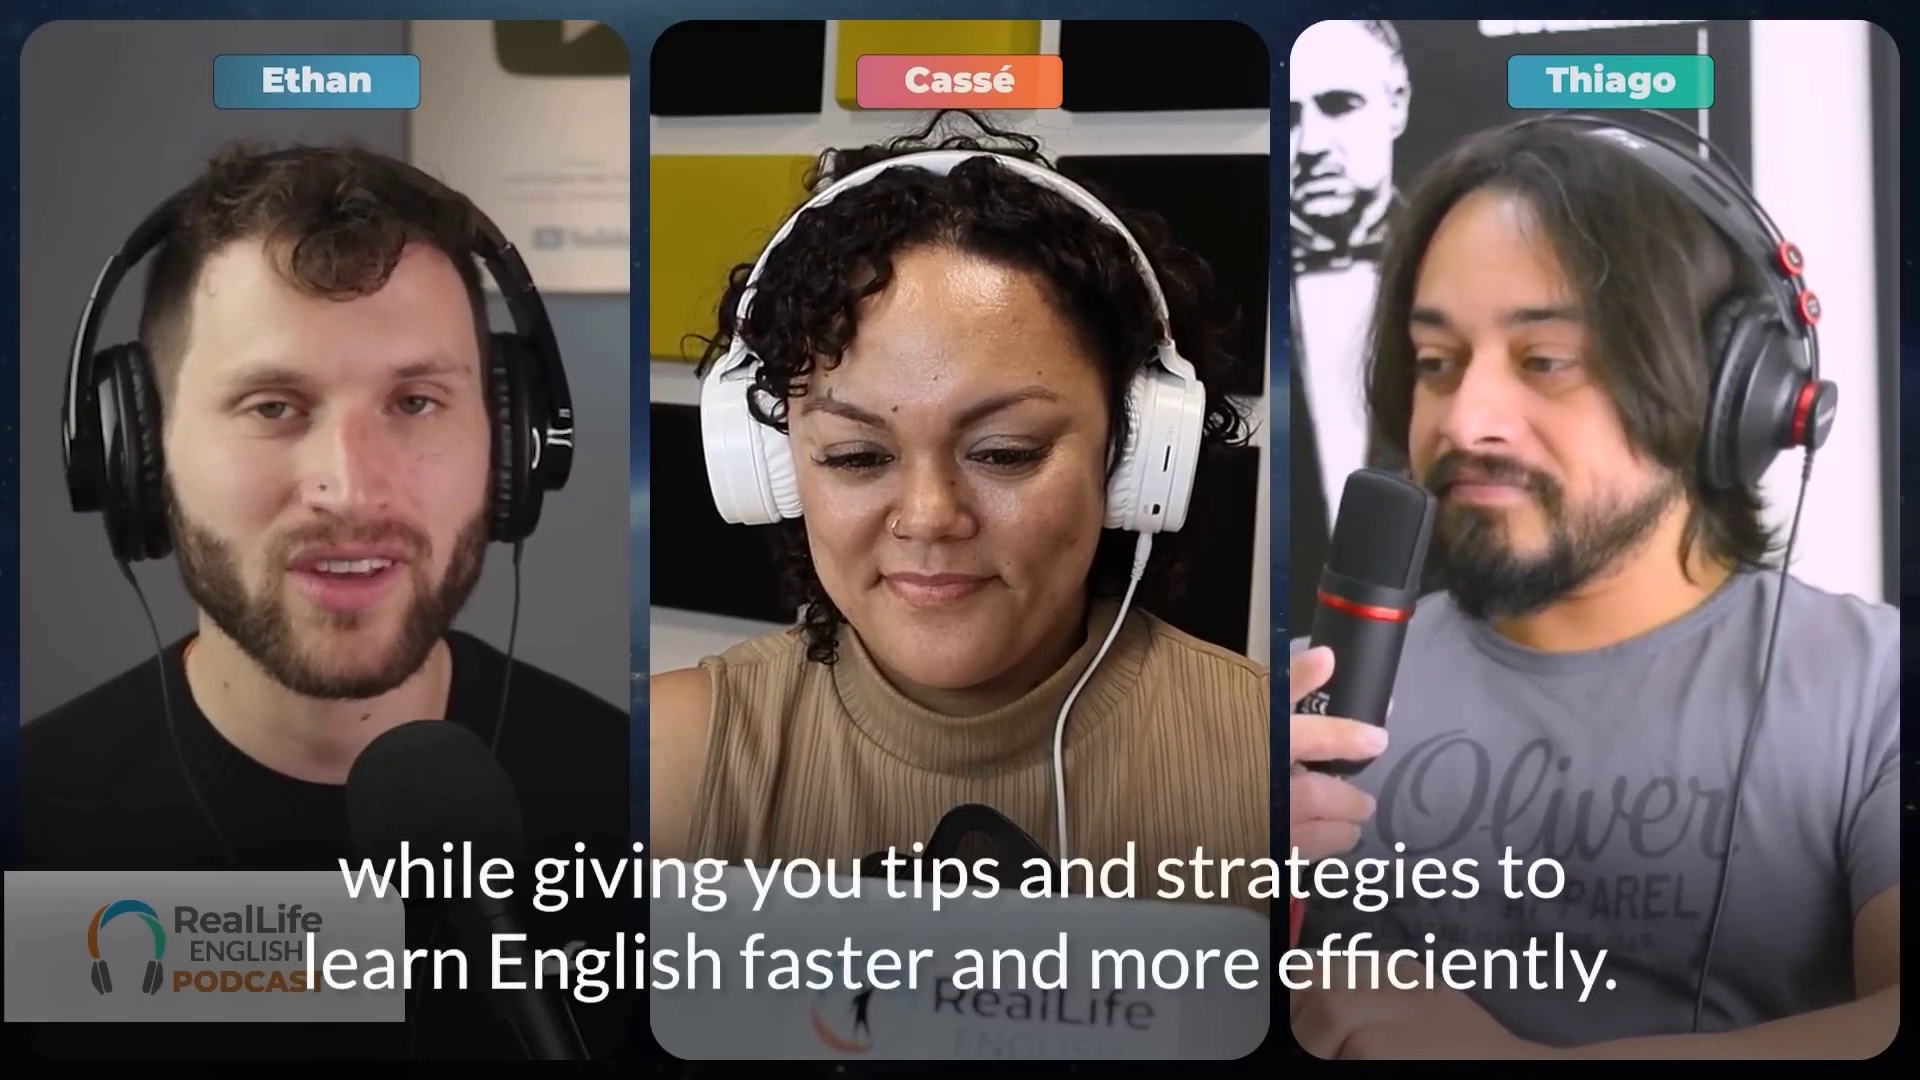 Ethan
Cassé
Thiago
Oliver
APPAREL
while giving you tips and strategies to
learn English faster and more efficiently.
RealLife
ENGLISH
PODCAST
RealLife
ENGLISH